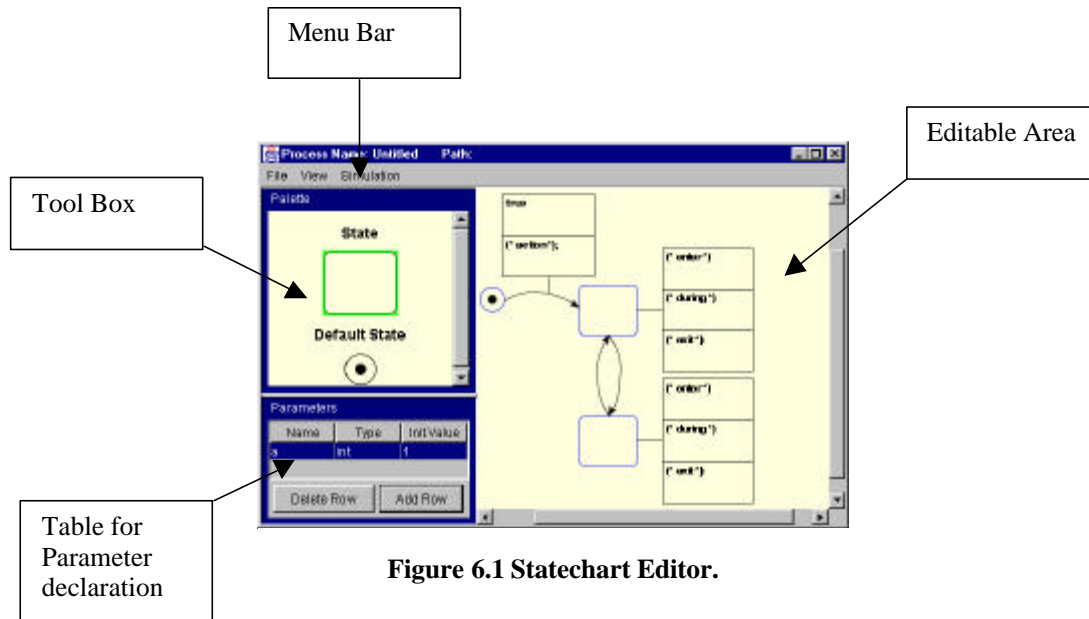 Menu Bar
Editable Area
Tool Box
Process Name: Untitled Path:
File View Simulation
Palette
State
Default State
true
(" action");
(" enter")
(" during")
(" exit")
(" enter")
(" during")
(" exit")
Parameters
Name Type Init Value
a int 1
Delete Row Add Row
Table for
Parameter
declaration
Figure 6.1 Statechart Editor.